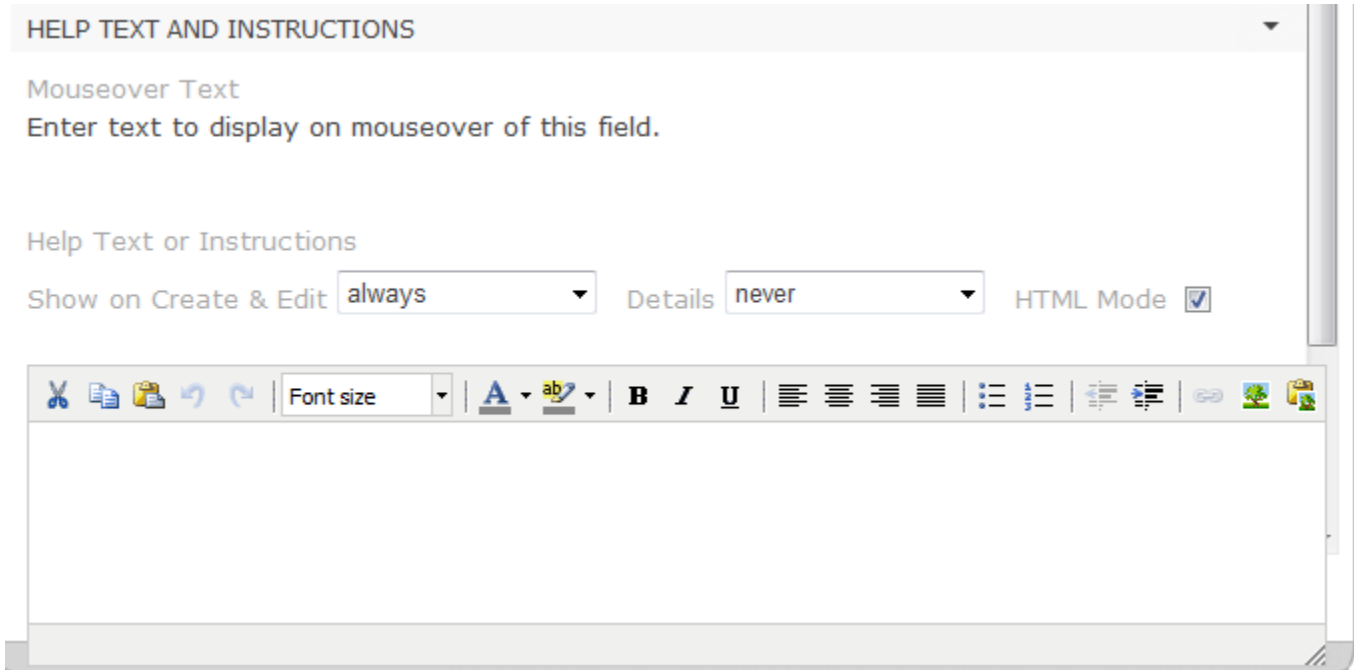 HELP TEXT AND INSTRUCTIONS
Mouseover Text
Enter text to display on mouseover of this field.
Help Text or Instructions
Show on Create & Edit always Details never HTML Mode
Font size A ab B I U